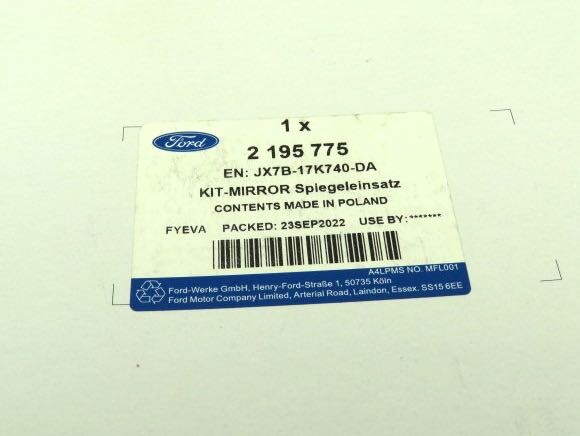 1 x
Ford
2 195 775
EN: JX7B-17K740-DA
KIT-MIRROR Spiegeleinsatz
CONTENTS MADE IN POLAND
FYEVA PACKED: 23SEP2022 USE BY:*******
A4LPMS NO. MFL001
Ford-Werke GmbH, Henry-Ford-Straße 1, 50735 Köln
Ford Motor Company Limited, Arterial Road, Laindon, Essex. SS15 6EE